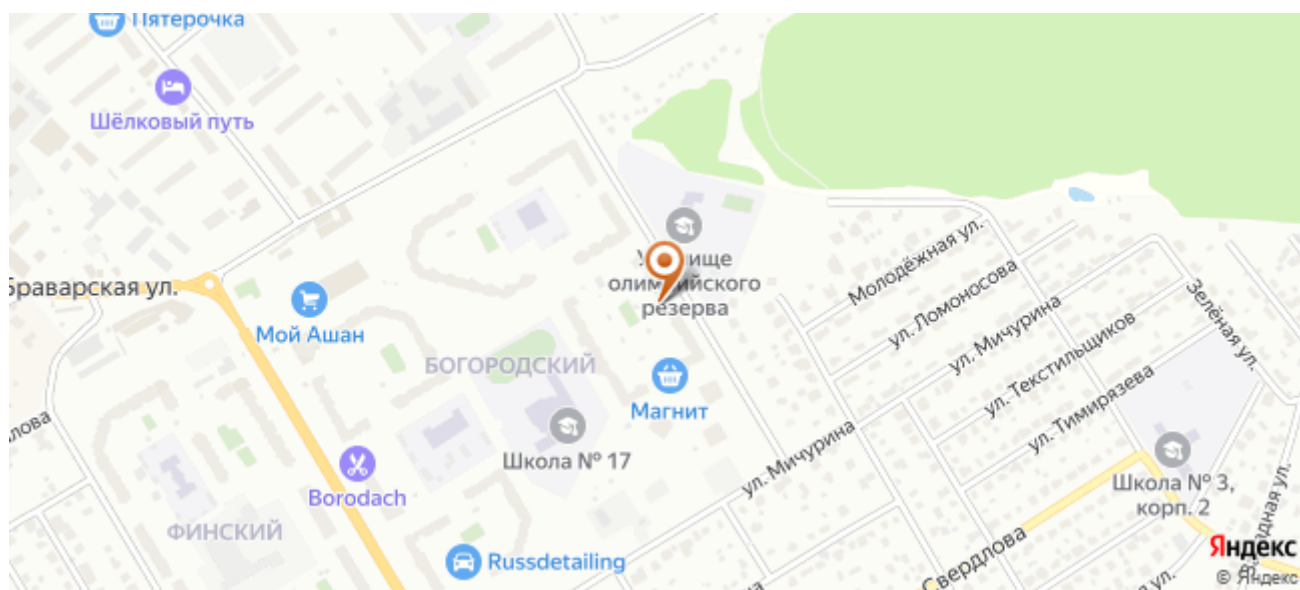 Пятёрочка
Шёлковый путь
Браварская ул.
Мой Ашан
олимпийского
резерва
Молодёжная ул.
ул. Ломоносова
ул. Мичурина
ул. Текстильщиков
ул. Тимирязева
Зелёная ул.
БОГОРОДСКИЙ
Магнит
Школа № 17
ул. Мичурина
Borodach
ФИНСКИЙ
Russdetailing
Школа № 3,
корп. 2
Свердлова
ул.
Яндекс
© Яндекс